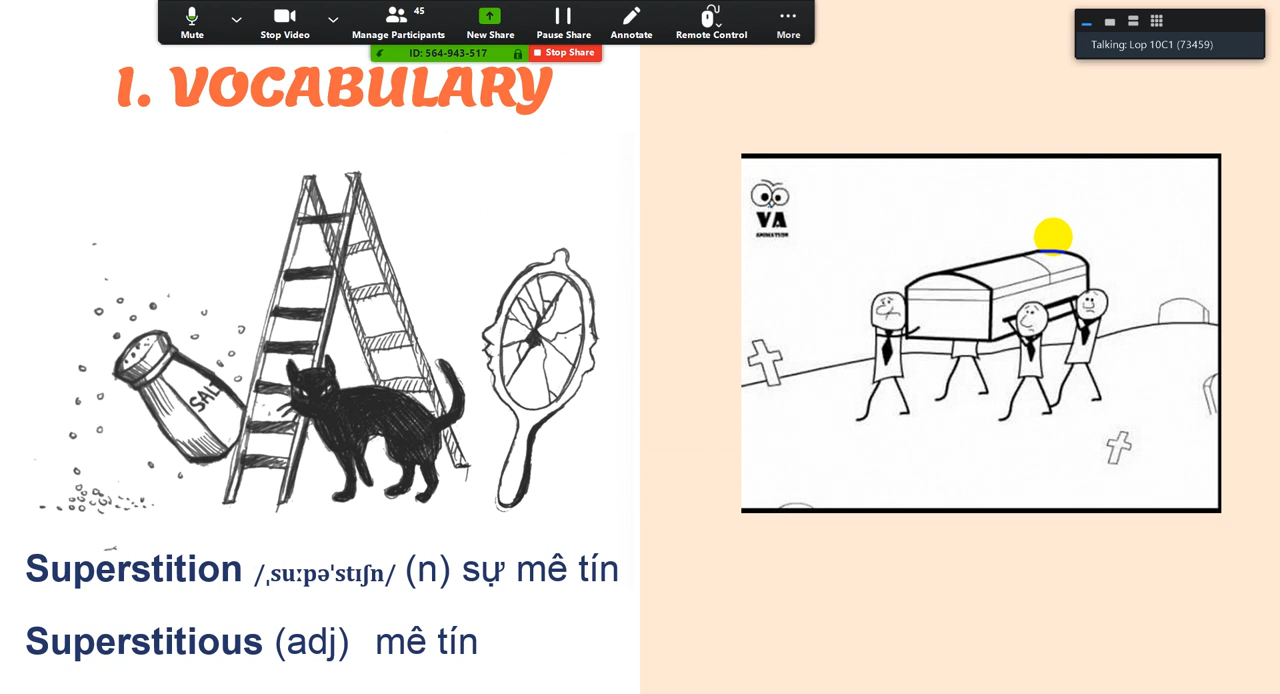 45
Mute
Stop Video
Manage Participants
New Share
Pause Share
Annotate
Remote Control
More
ID: 564-943-517
Stop Share
Talking: Lop 10C1 (73459)
1. VOCABULARY
SALT
VA
ANIMATION
Superstition /ˌsuːpəˈstɪʃn/ (n) sự mê tín
Superstitious (adj) mê tín